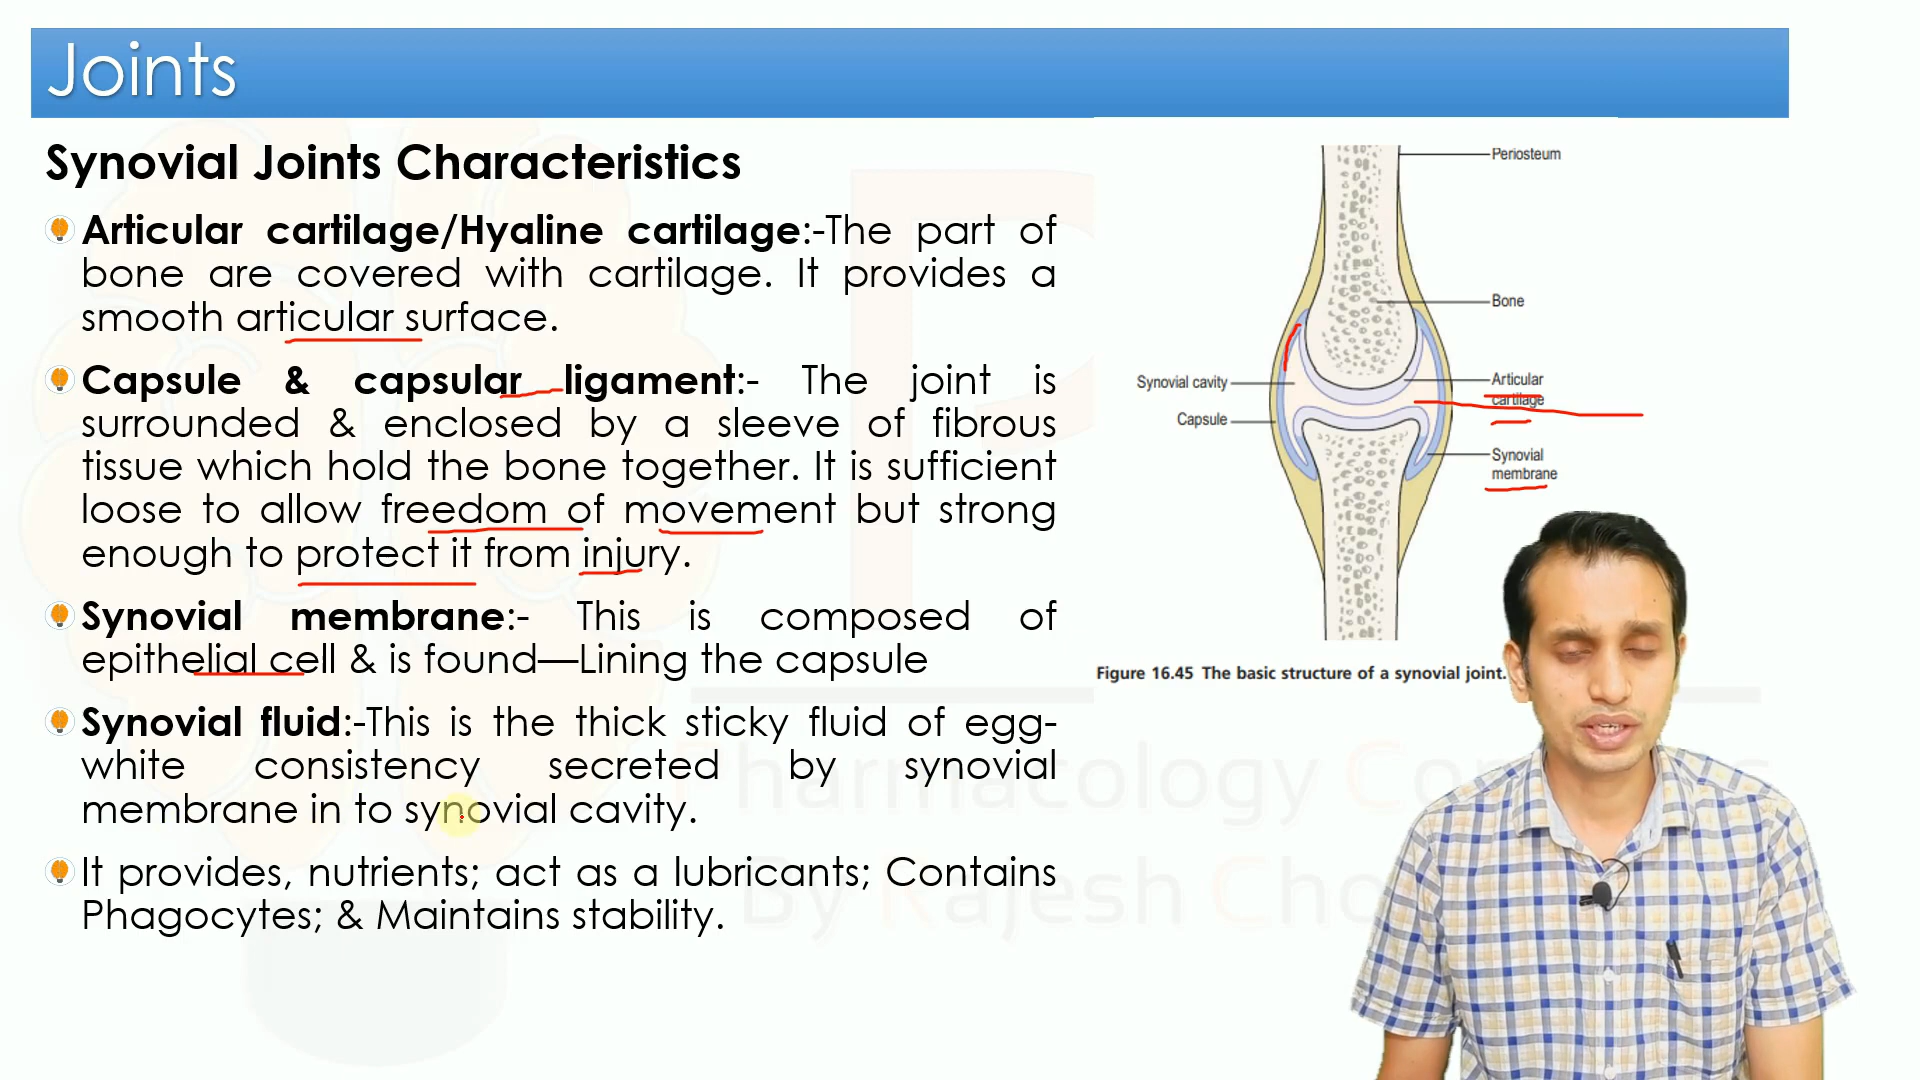 Joints
Synovial Joints Characteristics
Articular cartilage/Hyaline cartilage:-The part of
bone are covered with cartilage. It provides a
smooth articular surface.
Capsule & capsular ligament:- The joint is
surrounded & enclosed by a sleeve of fibrous
tissue which hold the bone together. It is sufficient
loose to allow freedom of movement but strong
enough to protect it from injury.
Synovial membrane:- This is composed of
epithelial cell & is found—Lining the capsule
Synovial fluid:-This is the thick sticky fluid of egg-
white consistency secreted by synovial
membrane in to synovial cavity.
It provides, nutrients; act as a lubricants; Contains
Phagocytes; & Maintains stability.
Periosteum
Bone
Synovial cavity
Articular
cartilage
Capsule
Synovial
membrane
Figure 16.45 The basic structure of a synovial joint.
Pharmacology Co
By Rajesh Cho